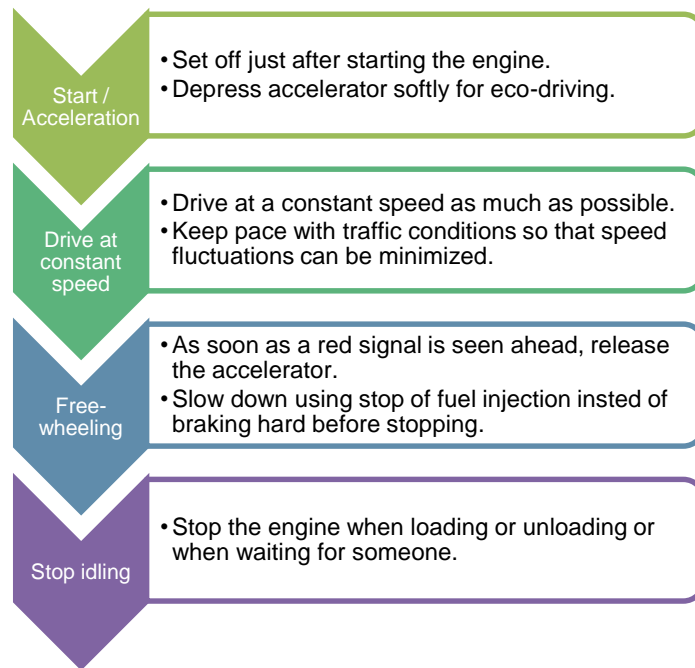 Start /
Acceleration
• Set off just after starting the engine.
• Depress accelerator softly for eco-driving.
Drive at
constant
speed
• Drive at a constant speed as much as possible.
• Keep pace with traffic conditions so that speed
fluctuations can be minimized.
Free-
wheeling
• As soon as a red signal is seen ahead, release
the accelerator.
• Slow down using stop of fuel injection insted of
braking hard before stopping.
Stop idling
• Stop the engine when loading or unloading or
when waiting for someone.